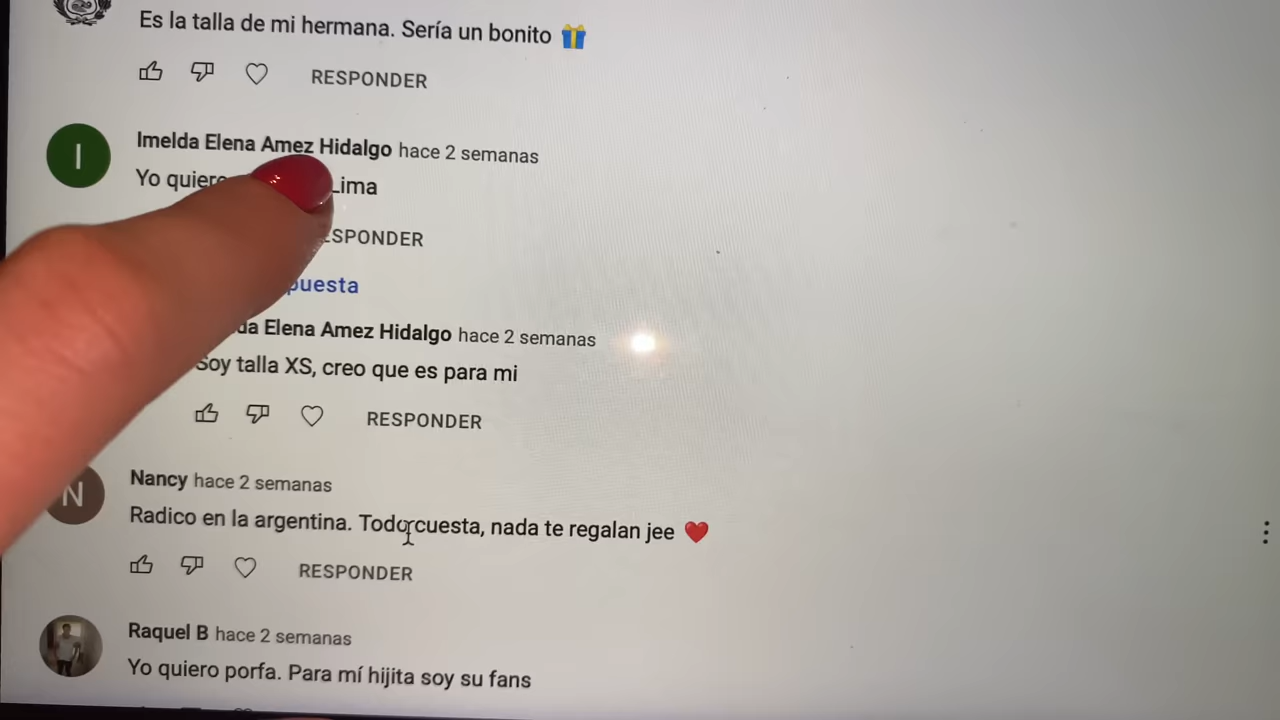 Es la talla de mi hermana. Sería un bonito 🎁
RESPONDER
I
Imelda Elena Amez Hidalgo hace 2 semanas
Yo quiero Lima
RESPONDER
Elena Amez Hidalgo hace 2 semanas
Soy talla XS, creo que es para mi
RESPONDER
N
Nancy hace 2 semanas
Radico en la argentina. Todo cuesta, nada te regalan jee ❤️
RESPONDER
Raquel B hace 2 semanas
Yo quiero porfa. Para mí hijita soy su fans